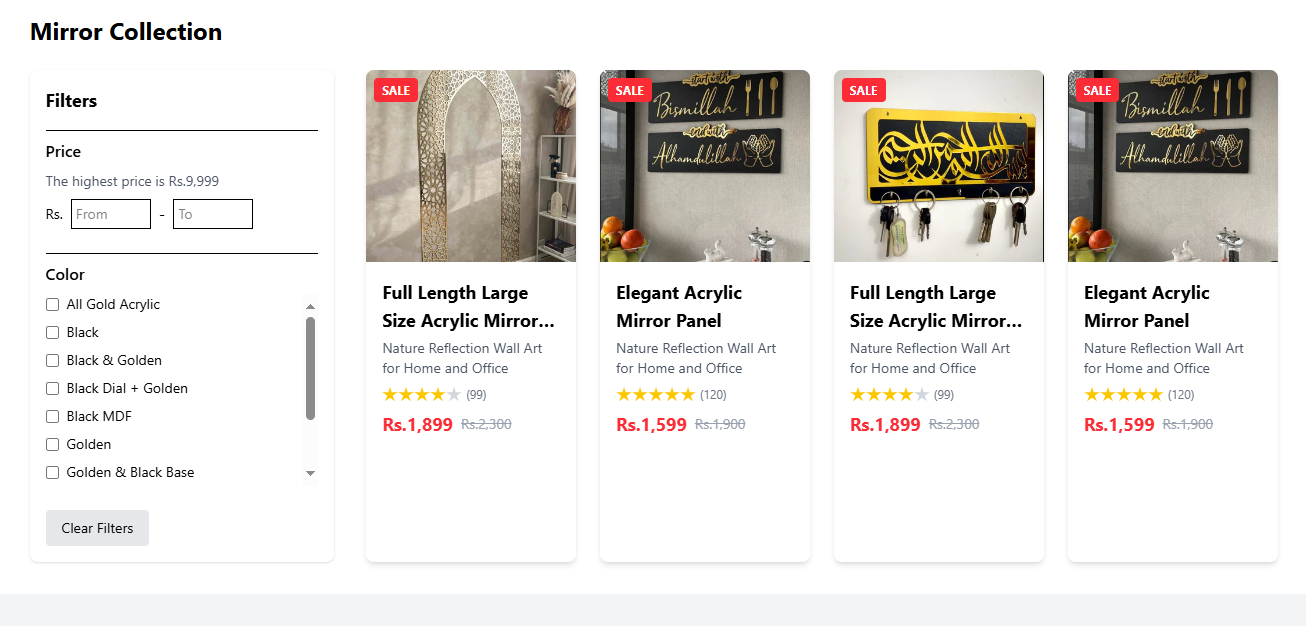 Mirror Collection
Filters
Price
The highest price is Rs.9,999
Rs. From - To
Color
All Gold Acrylic
Black
Black & Golden
Black Dial + Golden
Black MDF
Golden
Golden & Black Base
Clear Filters
SALE
Full Length Large
Size Acrylic Mirror...
Nature Reflection Wall Art
for Home and Office
★★★★★ (99)
Rs.1,899 Rs.2,300
SALE
start with
Bismillah
end with
Alhamdulillah
Elegant Acrylic
Mirror Panel
Nature Reflection Wall Art
for Home and Office
★★★★★ (120)
Rs.1,599 Rs.1,900
SALE
Full Length Large
Size Acrylic Mirror...
Nature Reflection Wall Art
for Home and Office
★★★★★ (99)
Rs.1,899 Rs.2,300
SALE
start with
Bismillah
end with
Alhamdulillah
Elegant Acrylic
Mirror Panel
Nature Reflection Wall Art
for Home and Office
★★★★★ (120)
Rs.1,599 Rs.1,900